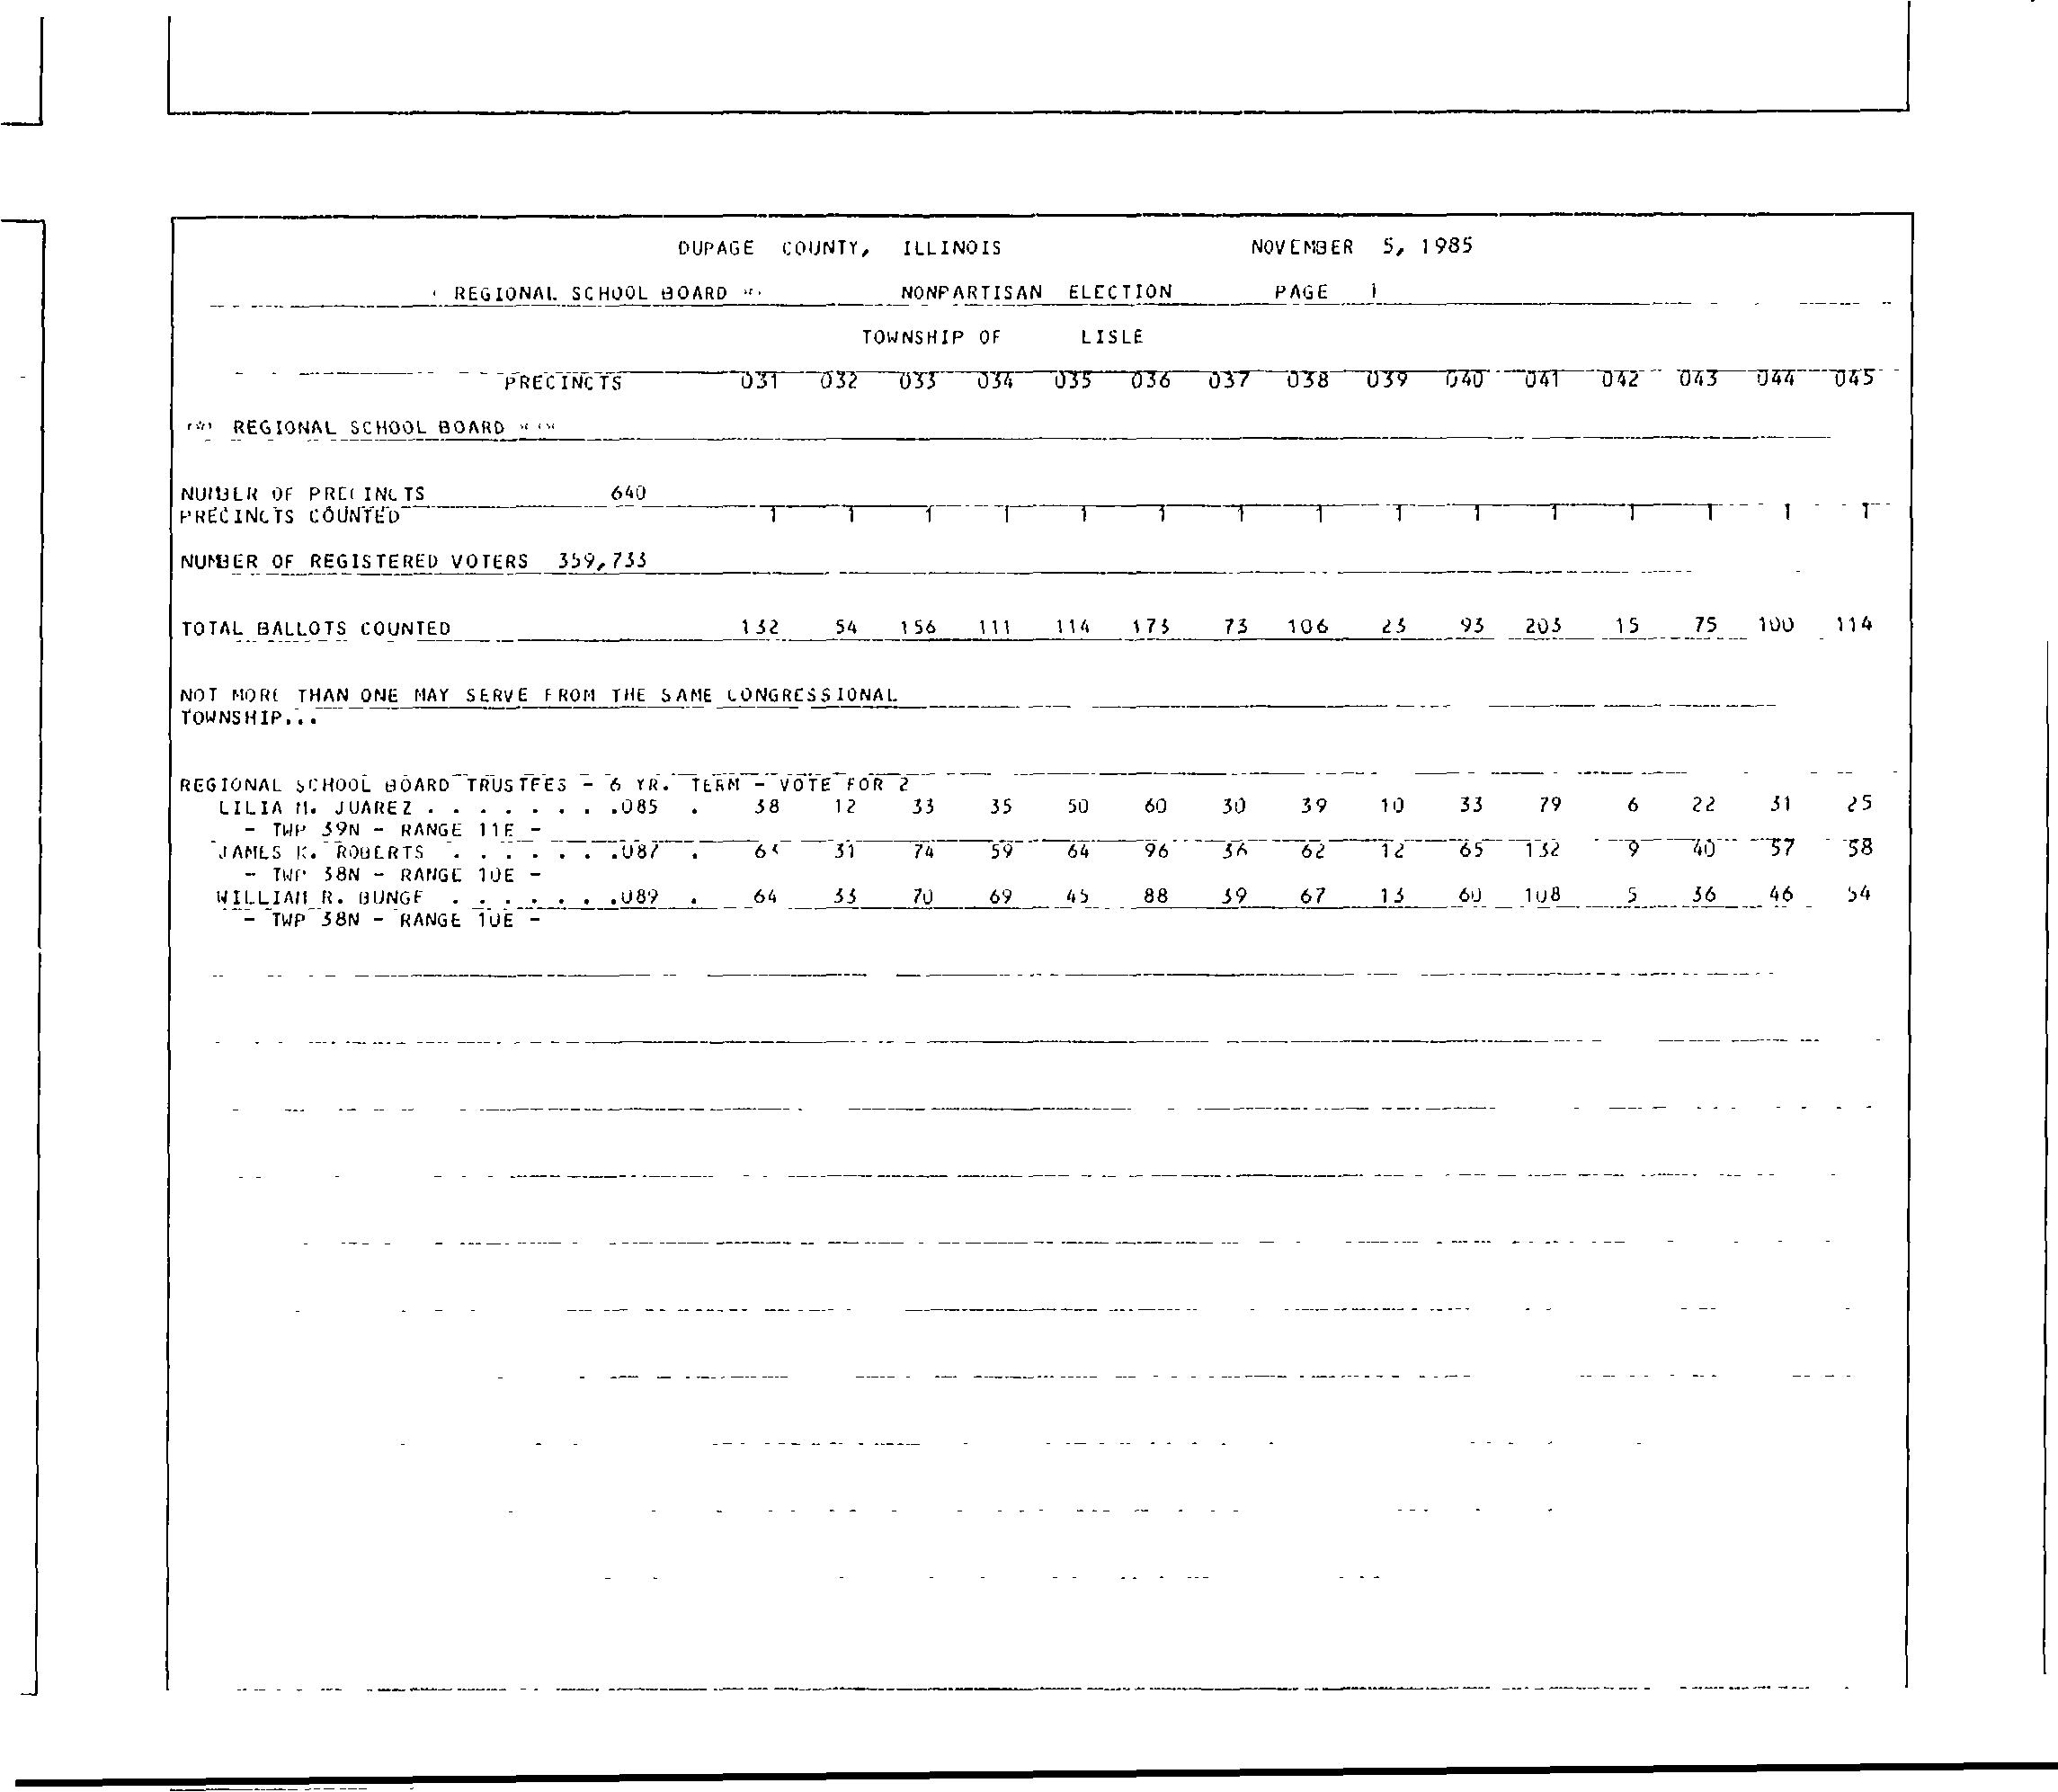 DUPAGE COUNTY, ILLINOIS NOVEMBER 5, 1985
REGIONAL SCHOOL BOARD NONPARTISAN ELECTION PAGE 1
TOWNSHIP OF LISLE
PRECINCTS 031 032 033 034 035 036 037 038 039 040 041 042 043 044 045
REGIONAL SCHOOL BOARD
NUMBER OF PRECINCTS 640
PRECINCTS COUNTED 1 1 1 1 1 1 1 1 1 1 1 1 1 1 1
NUMBER OF REGISTERED VOTERS 359,733
TOTAL BALLOTS COUNTED 132 54 156 111 114 173 73 106 23 93 203 15 75 100 114
NOT MORE THAN ONE MAY SERVE FROM THE SAME CONGRESSIONAL
TOWNSHIP...
REGIONAL SCHOOL BOARD TRUSTEES - 6 YR. TERM - VOTE FOR 2
LILIA M. JUAREZ . . . . . . . .085 . 38 12 33 35 50 60 30 39 10 33 79 6 22 31 25
- TWP 39N - RANGE 11E -
JAMES K. ROBERTS . . . . . . .087 . 31 74 59 64 96 36 62 12 65 132 9 40 57 58
- TWP 38N - RANGE 10E -
WILLIAM R. BUNGE . . . . . . .089 . 64 33 70 69 45 88 39 67 13 60 108 5 36 46 54
- TWP 38N - RANGE 10E -